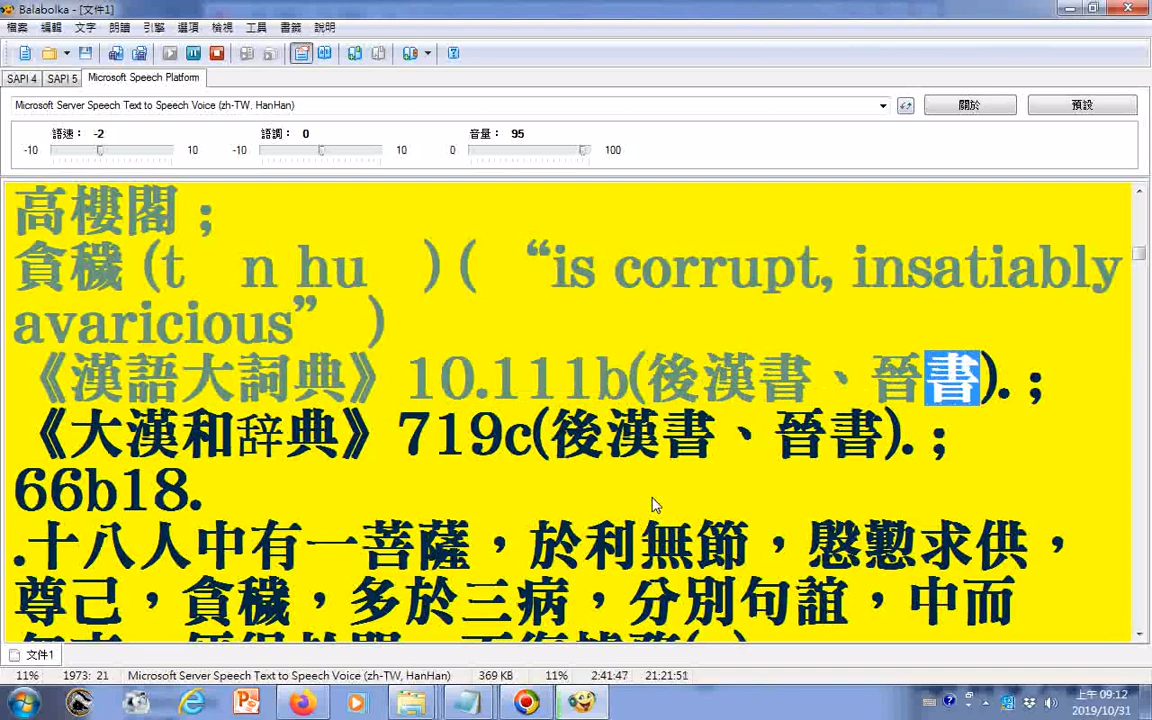 Balabolka - [文件1]
檔案 編輯 文字 朗讀 引擎 選項 檢視 工具 書籤 說明
SAPI 4 SAPI 5 Microsoft Speech Platform
Microsoft Server Speech Text to Speech Voice (zh-TW, HanHan) 關於 預設
語速： -2 語調： 0 音量： 95
-10 10 -10 10 0 100
高樓閣；
貪穢 (t n hu )( “is corrupt, insatiably
avaricious” )
《漢語大詞典》10.111b(後漢書、晉書).；
《大漢和辞典》719c(後漢書、晉書).；
66b18.
.十八人中有一菩薩，於利無節，慇懃求供，
尊己，貪穢，多於三病，分別句誼，中而
文件1
11% 1973: 21 Microsoft Server Speech Text to Speech Voice (zh-TW, HanHan) 369 KB 11% 2:41:47 21:21:51
上午 09:12
2019/10/31